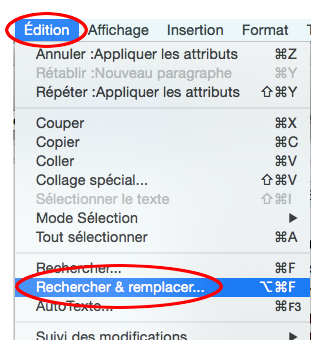 Édition Affichage Insertion Format
Annuler :Appliquer les attributs ⌘Z
Rétablir :Nouveau paragraphe ⌘Y
Répéter :Appliquer les attributs ⇧⌘Y
Couper ⌘X
Copier ⌘C
Coller ⌘V
Collage spécial... ⇧⌘V
Sélectionner le texte ⇧⌘I
Mode Sélection ▶
Tout sélectionner ⌘A
Rechercher... ⌘F
Rechercher & remplacer... ⌥⌘F
AutoTexte... ⌘F3
Suivi des modifications ▶